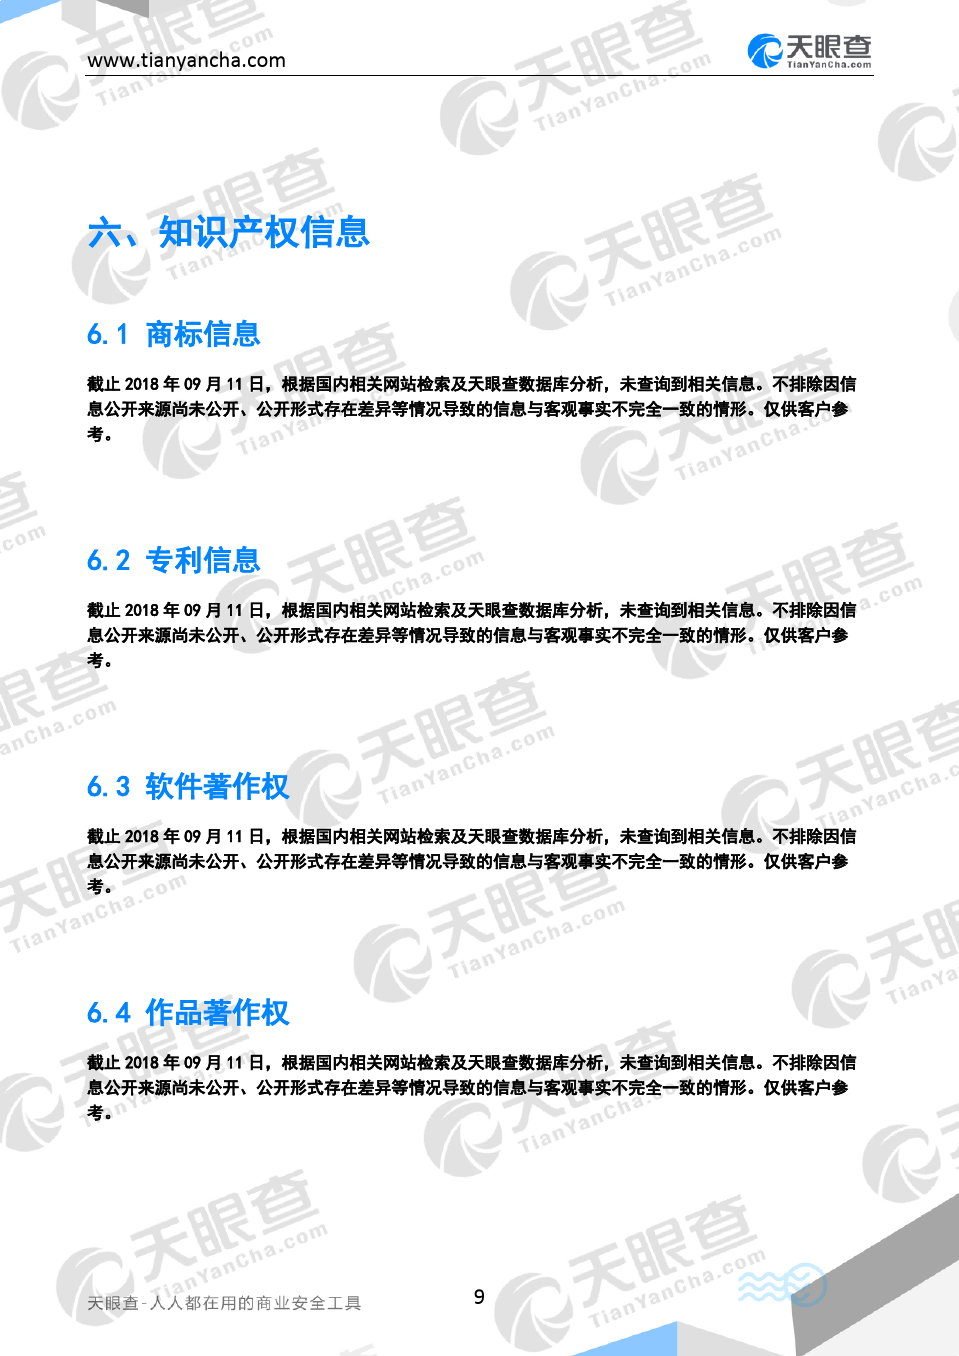 www.tianyancha.com
天眼查
TianYanCha.com
六、知识产权信息
6.1 商标信息
截止 2018 年 09 月 11 日，根据国内相关网站检索及天眼查数据库分析，未查询到相关信息。不排除因信
息公开来源尚未公开、公开形式存在差异等情况导致的信息与客观事实不完全一致的情形。仅供客户参
考。
6.2 专利信息
截止 2018 年 09 月 11 日，根据国内相关网站检索及天眼查数据库分析，未查询到相关信息。不排除因信
息公开来源尚未公开、公开形式存在差异等情况导致的信息与客观事实不完全一致的情形。仅供客户参
考。
6.3 软件著作权
截止 2018 年 09 月 11 日，根据国内相关网站检索及天眼查数据库分析，未查询到相关信息。不排除因信
息公开来源尚未公开、公开形式存在差异等情况导致的信息与客观事实不完全一致的情形。仅供客户参
考。
6.4 作品著作权
截止 2018 年 09 月 11 日，根据国内相关网站检索及天眼查数据库分析，未查询到相关信息。不排除因信
息公开来源尚未公开、公开形式存在差异等情况导致的信息与客观事实不完全一致的情形。仅供客户参
考。
天眼查-人人都在用的商业安全工具
9